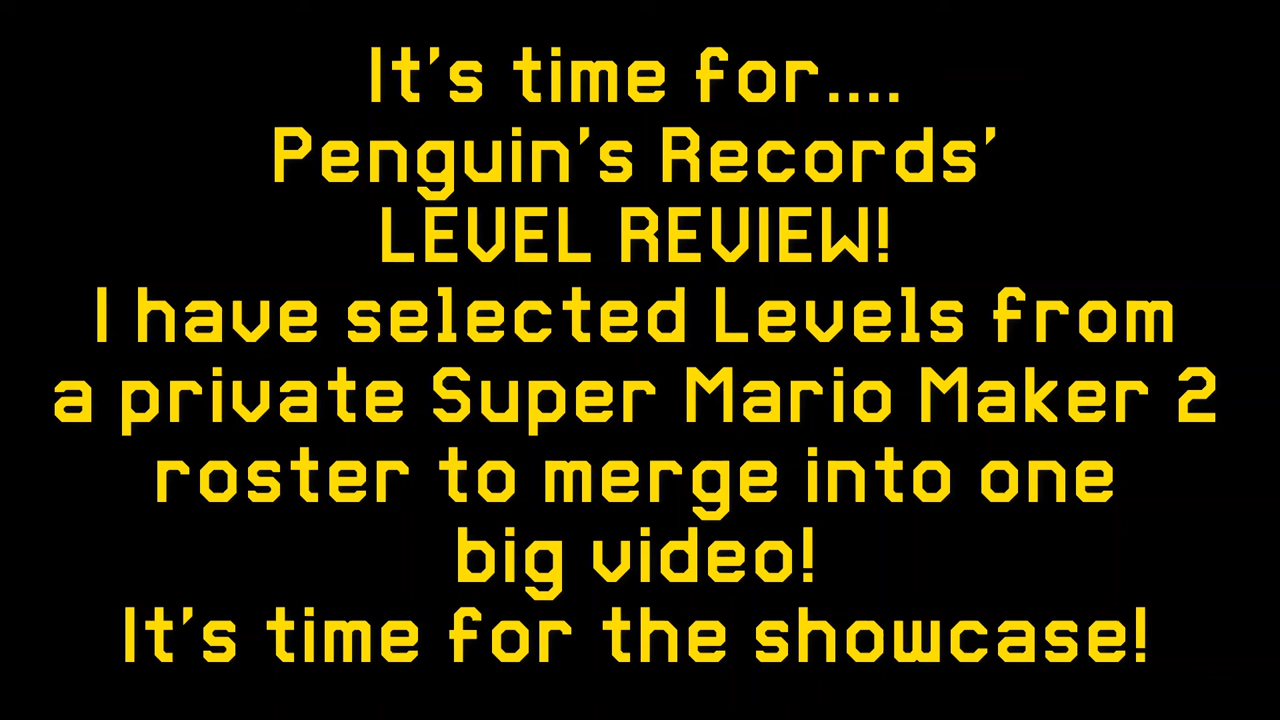 It's time for....
Penguin's Records'
LEVEL REVIEW!
I have selected Levels from
a private Super Mario Maker 2
roster to merge into one
big video!
It's time for the showcase!